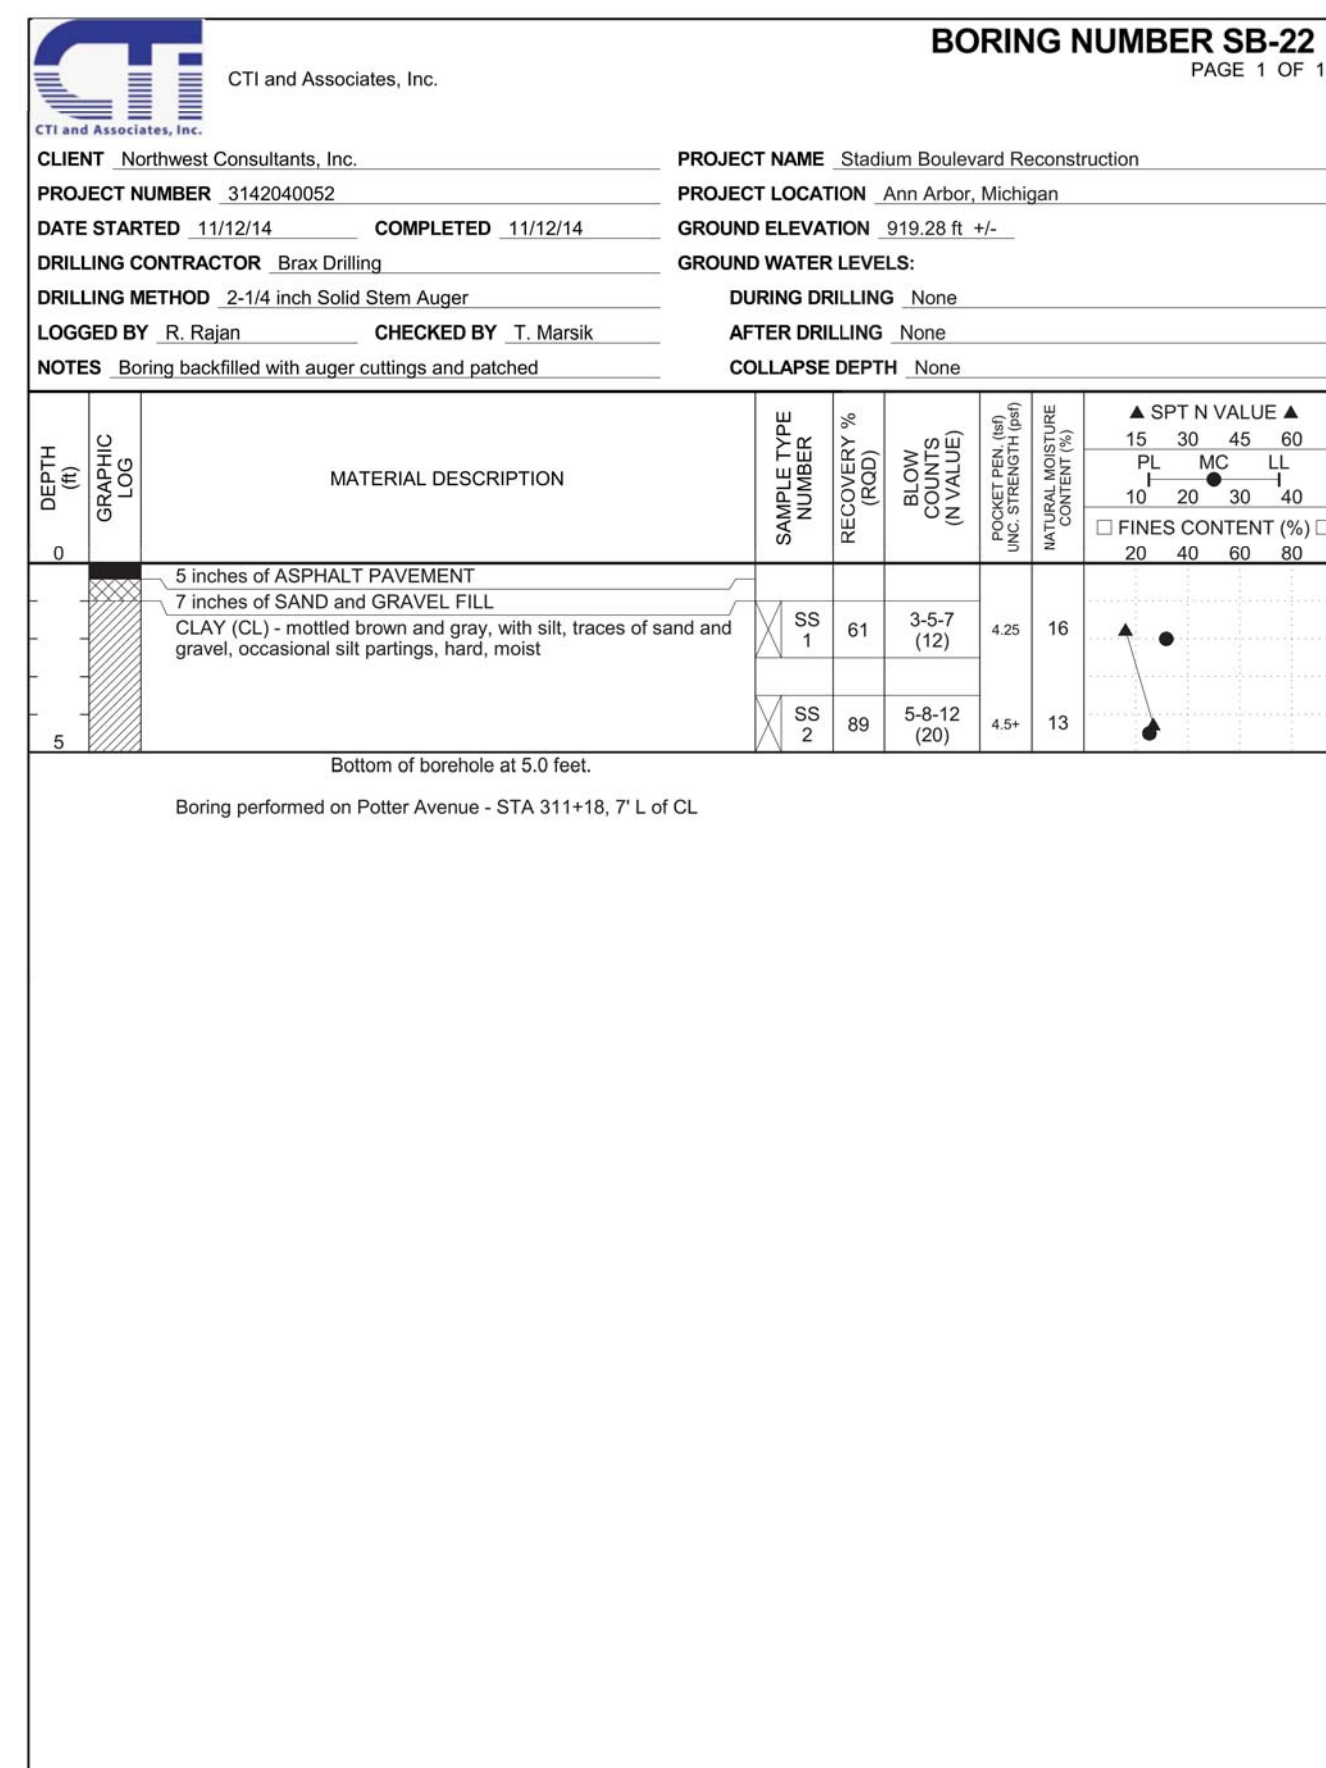 BORING NUMBER SB-22
PAGE 1 OF 1
CTI
CTI and Associates, Inc.
CTI and Associates, Inc.
CLIENT Northwest Consultants, Inc. PROJECT NAME Stadium Boulevard Reconstruction
PROJECT NUMBER 3142040052 PROJECT LOCATION Ann Arbor, Michigan
DATE STARTED 11/12/14 COMPLETED 11/12/14 GROUND ELEVATION 919.28 ft +/-
DRILLING CONTRACTOR Brax Drilling GROUND WATER LEVELS:
DRILLING METHOD 2-1/4 inch Solid Stem Auger DURING DRILLING None
LOGGED BY R. Rajan CHECKED BY T. Marsik AFTER DRILLING None
NOTES Boring backfilled with auger cuttings and patched COLLAPSE DEPTH None
DEPTH
(ft)
GRAPHIC
LOG
MATERIAL DESCRIPTION
SAMPLE TYPE
NUMBER
RECOVERY %
(RQD)
BLOW
COUNTS
(N VALUE)
POCKET PEN. (tsf)
UNC. STRENGTH (psf)
NATURAL MOISTURE
CONTENT (%)
▲ SPT N VALUE ▲
15 30 45 60
PL MC LL
10 20 30 40
□ FINES CONTENT (%) □
20 40 60 80
0
5 inches of ASPHALT PAVEMENT
7 inches of SAND and GRAVEL FILL
CLAY (CL) - mottled brown and gray, with silt, traces of sand and
gravel, occasional silt partings, hard, moist
SS
1
61
3-5-7
(12)
4.25
16
SS
2
89
5-8-12
(20)
4.5+
13
5
Bottom of borehole at 5.0 feet.
Boring performed on Potter Avenue - STA 311+18, 7' L of CL